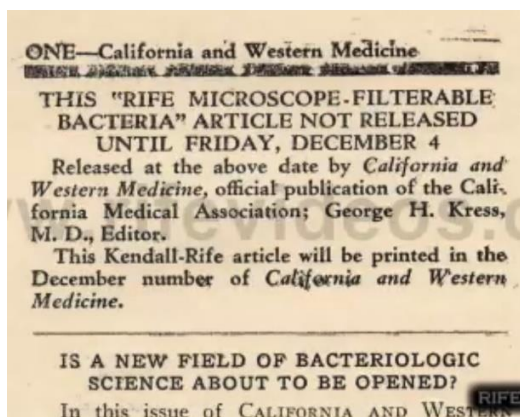 ONE—California and Western Medicine
THIS "RIFE MICROSCOPE-FILTERABLE
BACTERIA" ARTICLE NOT RELEASED
UNTIL FRIDAY, DECEMBER 4
Released at the above date by California and
Western Medicine, official publication of the Cali-
fornia Medical Association; George H. Kress,
M. D., Editor.
This Kendall-Rife article will be printed in the
December number of California and Western
Medicine.
IS A NEW FIELD OF BACTERIOLOGIC
SCIENCE ABOUT TO BE OPENED?
In this issue of CALIFORNIA AND WESTERN
RIFE